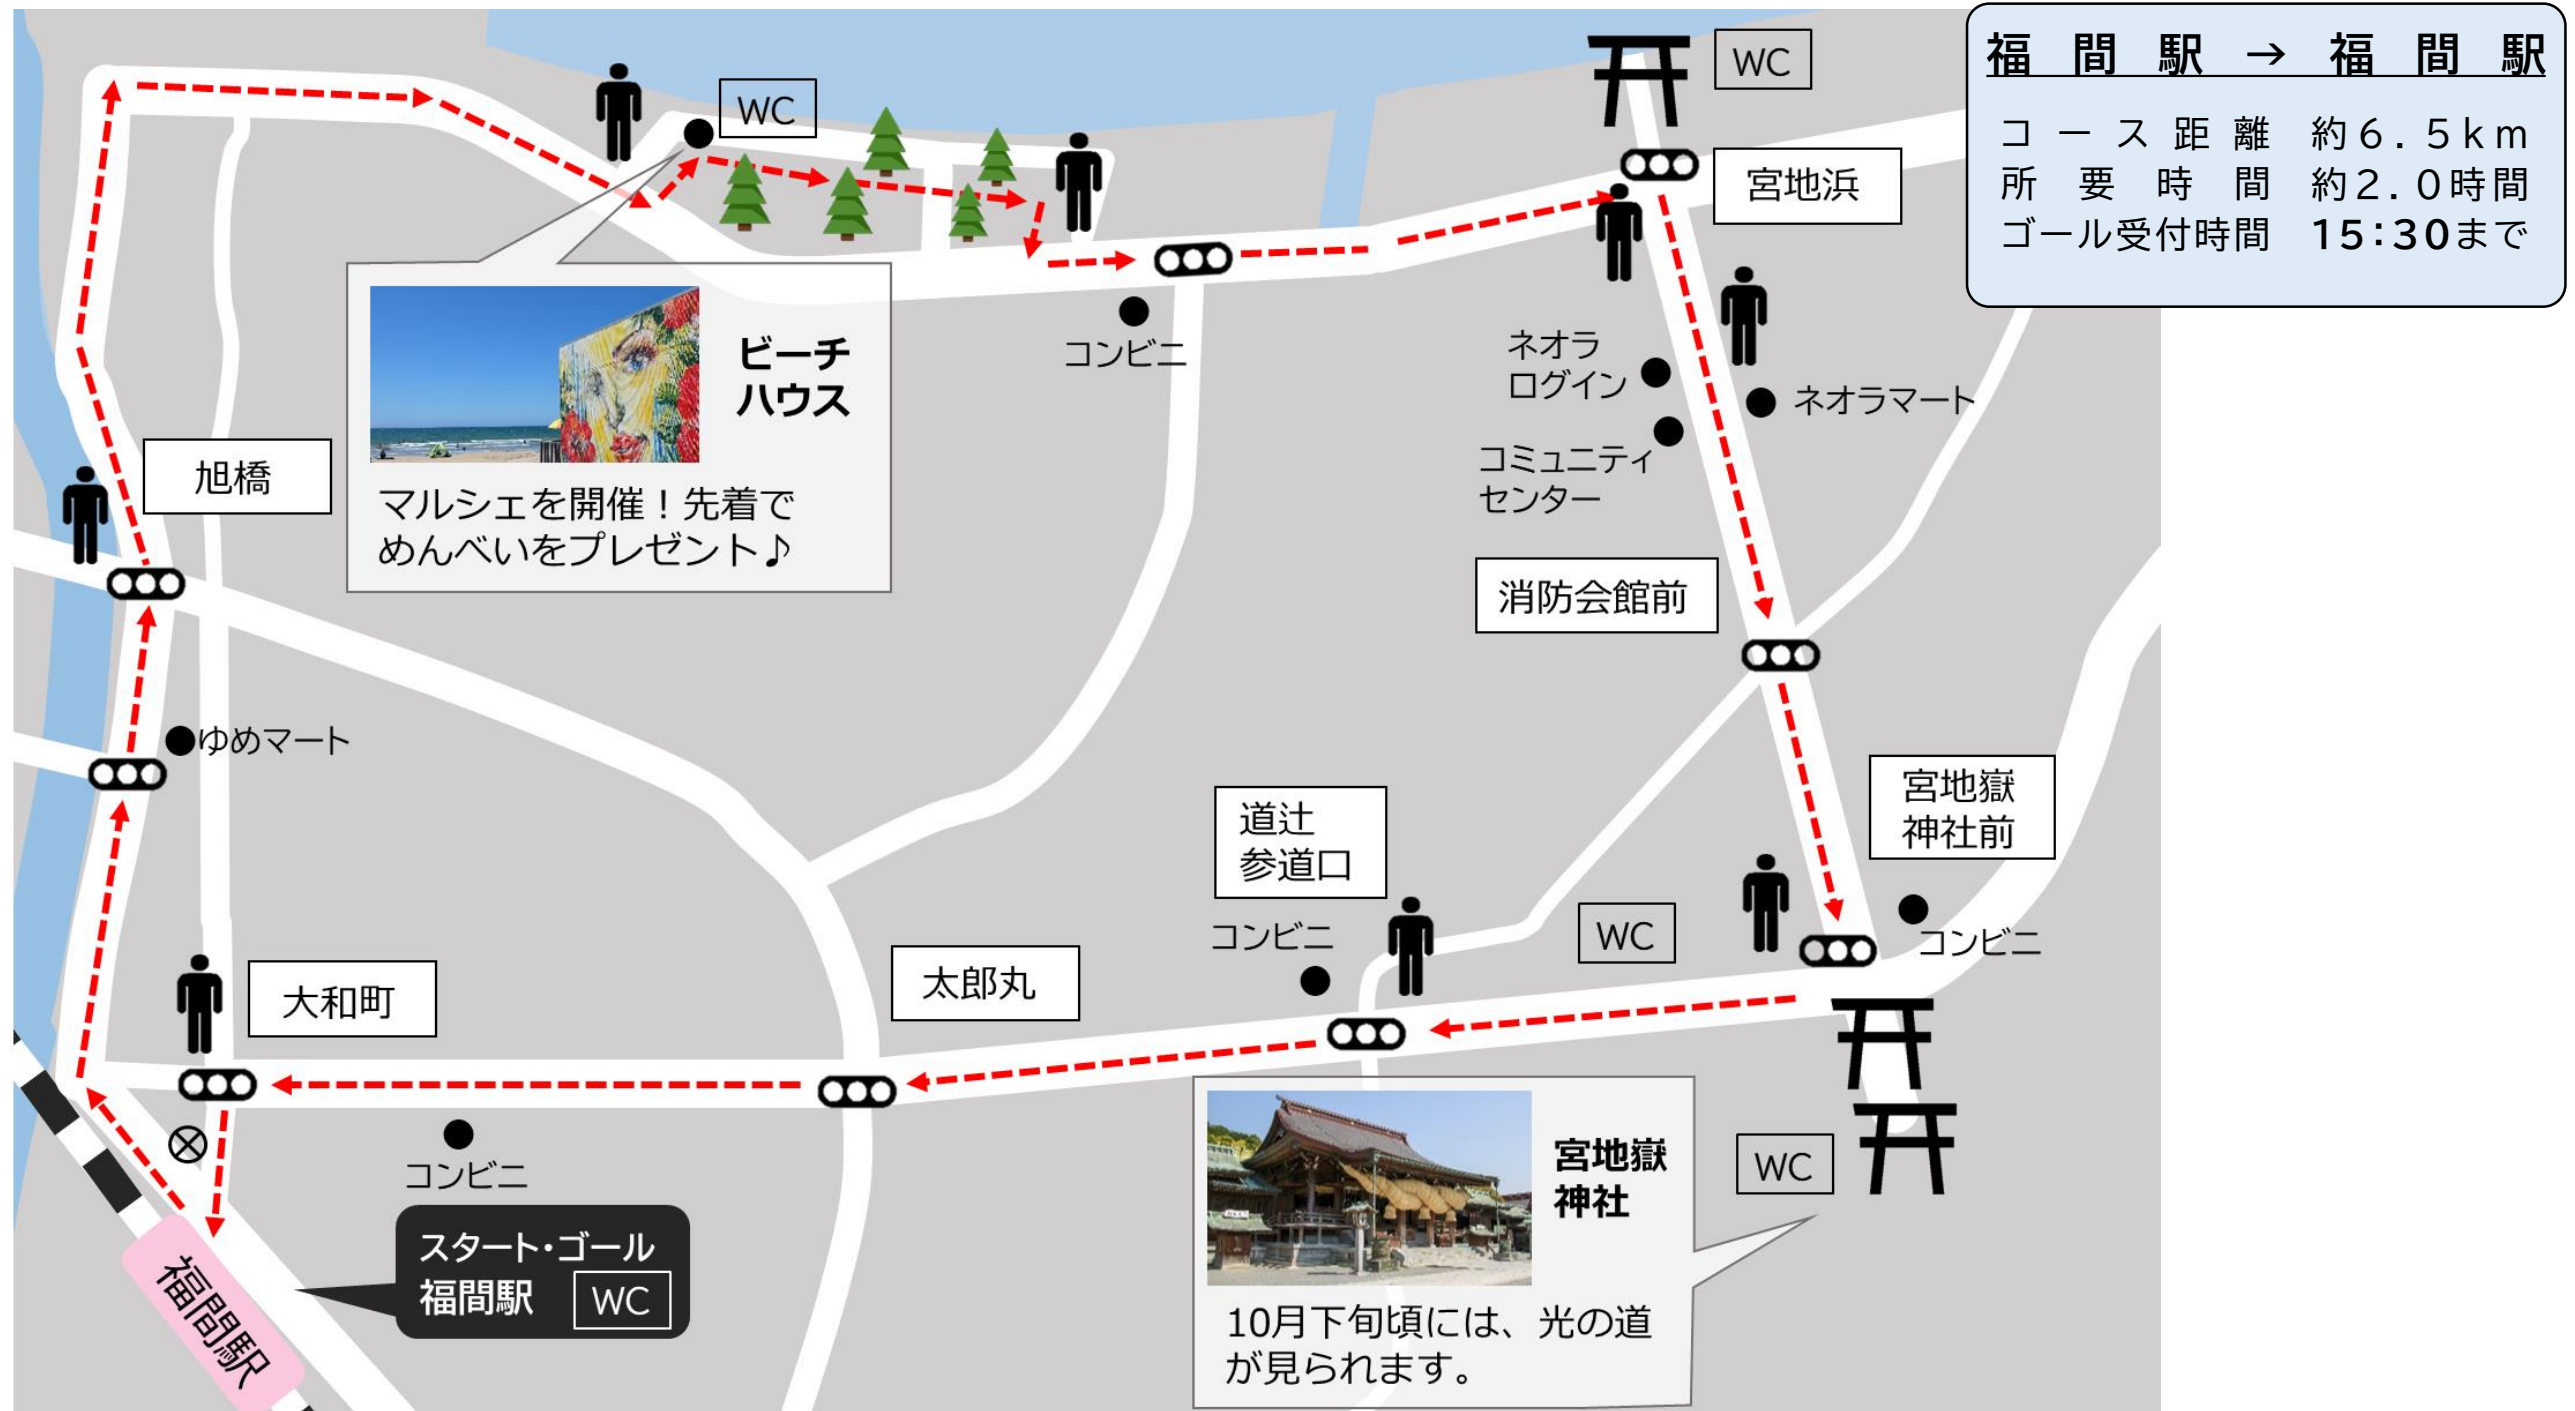 福間駅→福間駅
コース距離 約6.5km
所要時間 約2.0時間
ゴール受付時間 15:30まで
WC
WC
宮地浜
コンビニ
ビーチ
ハウス
マルシェを開催！先着で
めんべいをプレゼント♪
ネオラ
ログイン
ネオラマート
コミュニティ
センター
旭橋
消防会館前
ゆめマート
宮地嶽
神社前
道辻
参道口
コンビニ
WC
コンビニ
太郎丸
大和町
コンビニ
宮地嶽
神社
WC
10月下旬頃には、光の道
が見られます。
スタート・ゴール
福間駅 WC
福間駅